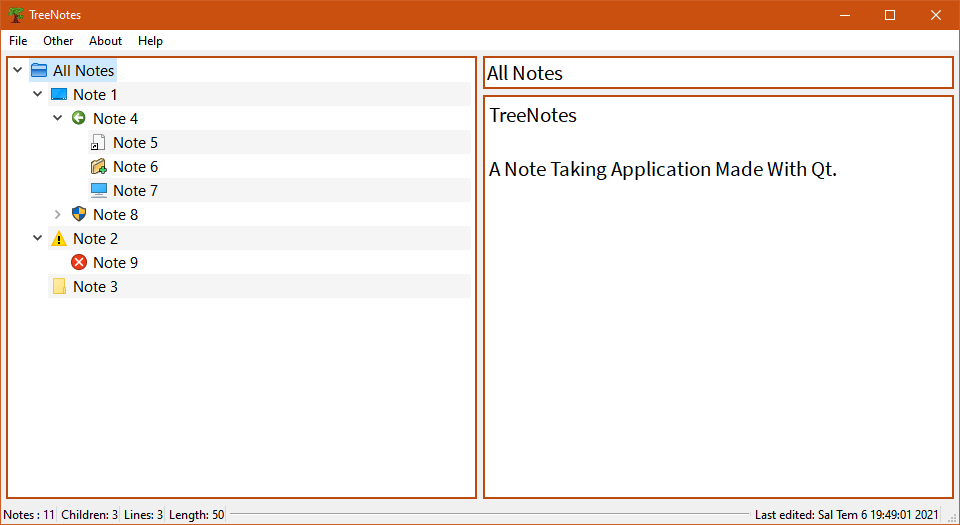 TreeNotes
File Other About Help
All Notes
Note 1
Note 4
Note 5
Note 6
Note 7
Note 8
Note 2
Note 9
Note 3
All Notes
TreeNotes
A Note Taking Application Made With Qt.
Notes : 11 Children: 3 Lines: 3 Length: 50 Last edited: Sal Tem 6 19:49:01 2021